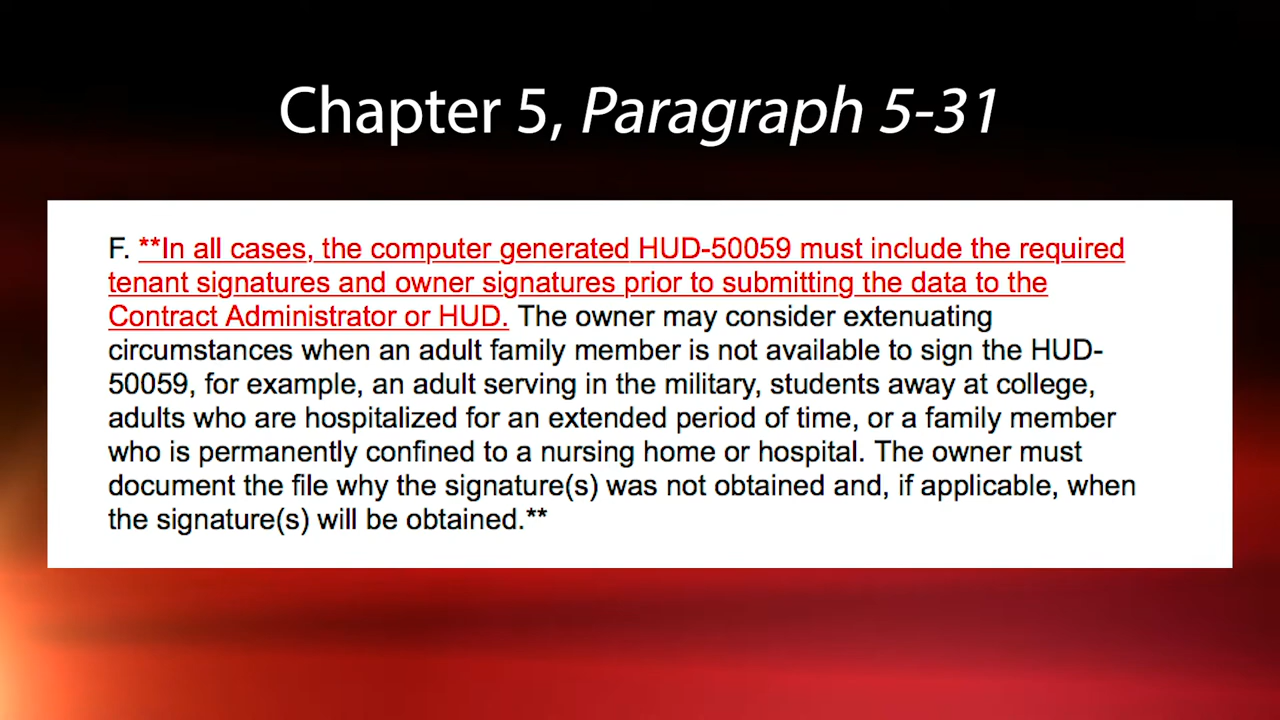 Chapter 5, Paragraph 5-31
F. **In all cases, the computer generated HUD-50059 must include the required
tenant signatures and owner signatures prior to submitting the data to the
Contract Administrator or HUD. The owner may consider extenuating
circumstances when an adult family member is not available to sign the HUD-
50059, for example, an adult serving in the military, students away at college,
adults who are hospitalized for an extended period of time, or a family member
who is permanently confined to a nursing home or hospital. The owner must
document the file why the signature(s) was not obtained and, if applicable, when
the signature(s) will be obtained.**